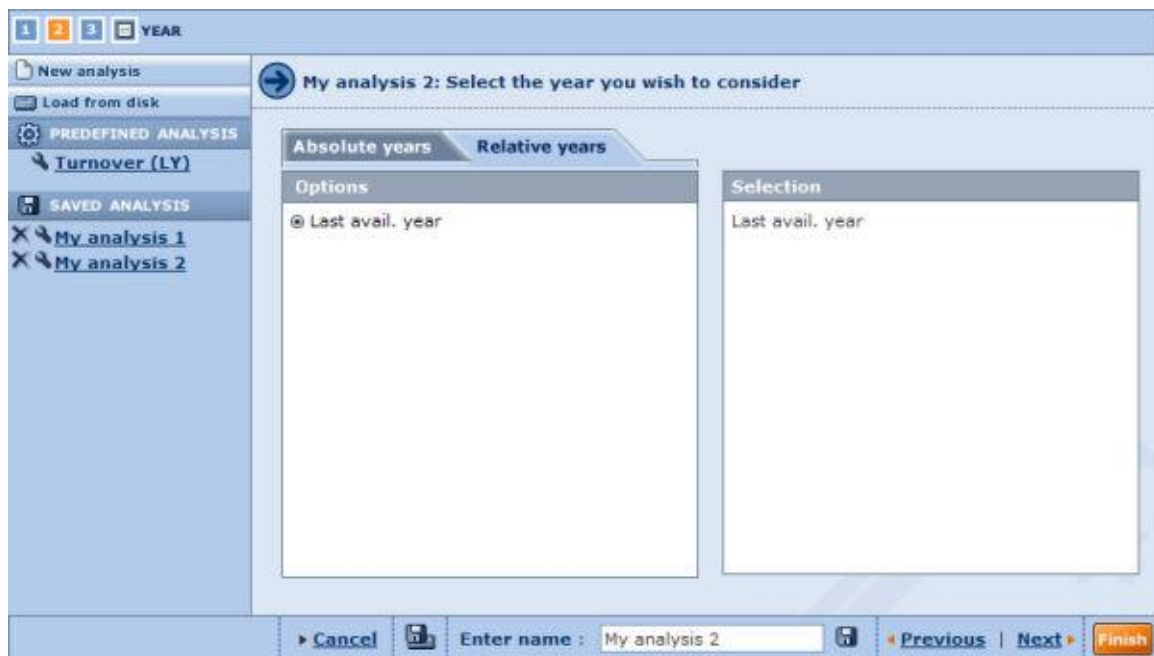 1 2 3 YEAR
New analysis
Load from disk
PREDEFINED ANALYSIS
Turnover (LY)
SAVED ANALYSIS
My analysis 1
My analysis 2
My analysis 2: Select the year you wish to consider
Absolute years Relative years
Options
Last avail. year
Selection
Last avail. year
Cancel Enter name : My analysis 2 Previous | Next Finish